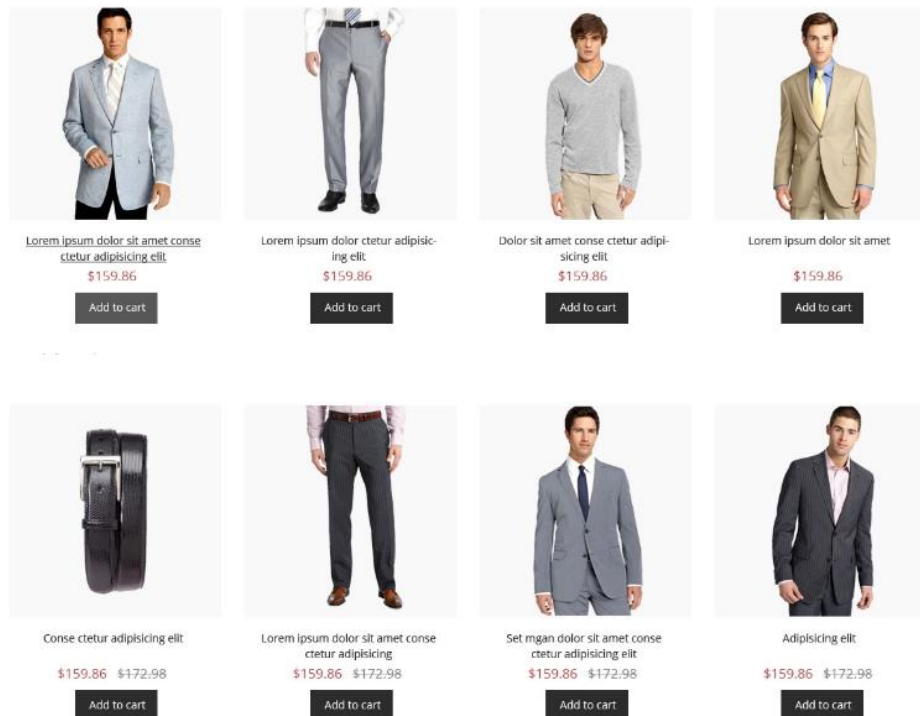 Lorem ipsum dolor sit amet conse
ctetur adipisicing elit
$159.86
Add to cart
Lorem ipsum dolor ctetur adipisic-
ing elit
$159.86
Add to cart
Dolor sit amet conse ctetur adipi-
sicing elit
$159.86
Add to cart
Lorem ipsum dolor sit amet
$159.86
Add to cart
Conse ctetur adipisicing elit
$159.86 $172.98
Add to cart
Lorem ipsum dolor sit amet conse
ctetur adipisicing
$159.86 $172.98
Add to cart
Set mgan dolor sit amet conse
ctetur adipisicing elit
$159.86 $172.98
Add to cart
Adipisicing elit
$159.86 $172.98
Add to cart